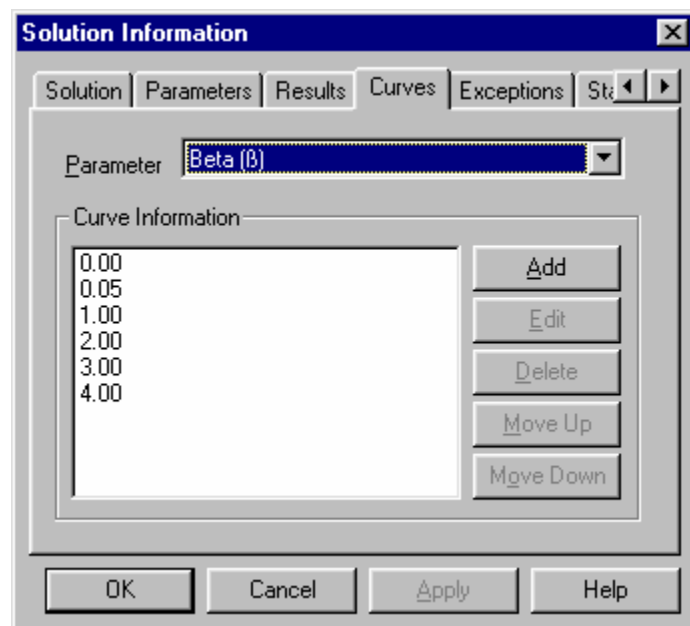 Solution Information
Solution Parameters Results Curves Exceptions
Parameter Beta (ß)
Curve Information
0.00
0.05
1.00
2.00
3.00
4.00
Add
Edit
Delete
Move Up
Move Down
OK Cancel Apply Help